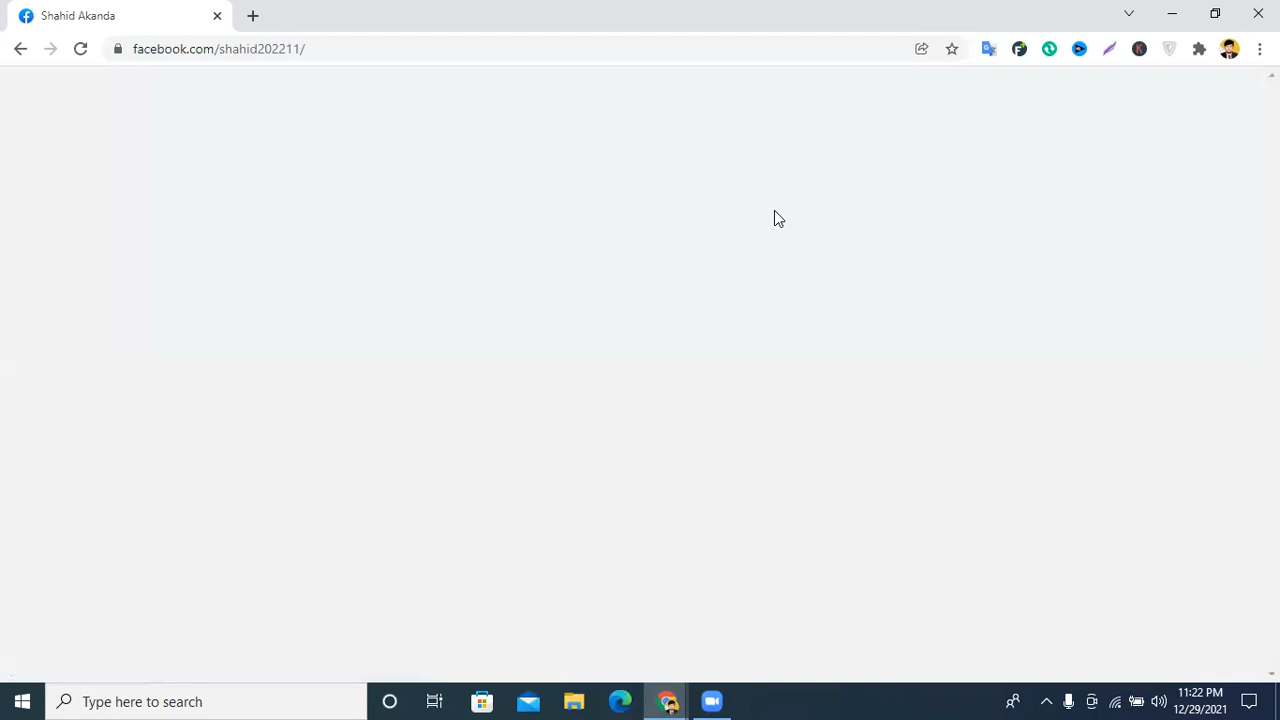 Shahid Akanda
facebook.com/shahid202211/
Type here to search
11:22 PM
12/29/2021